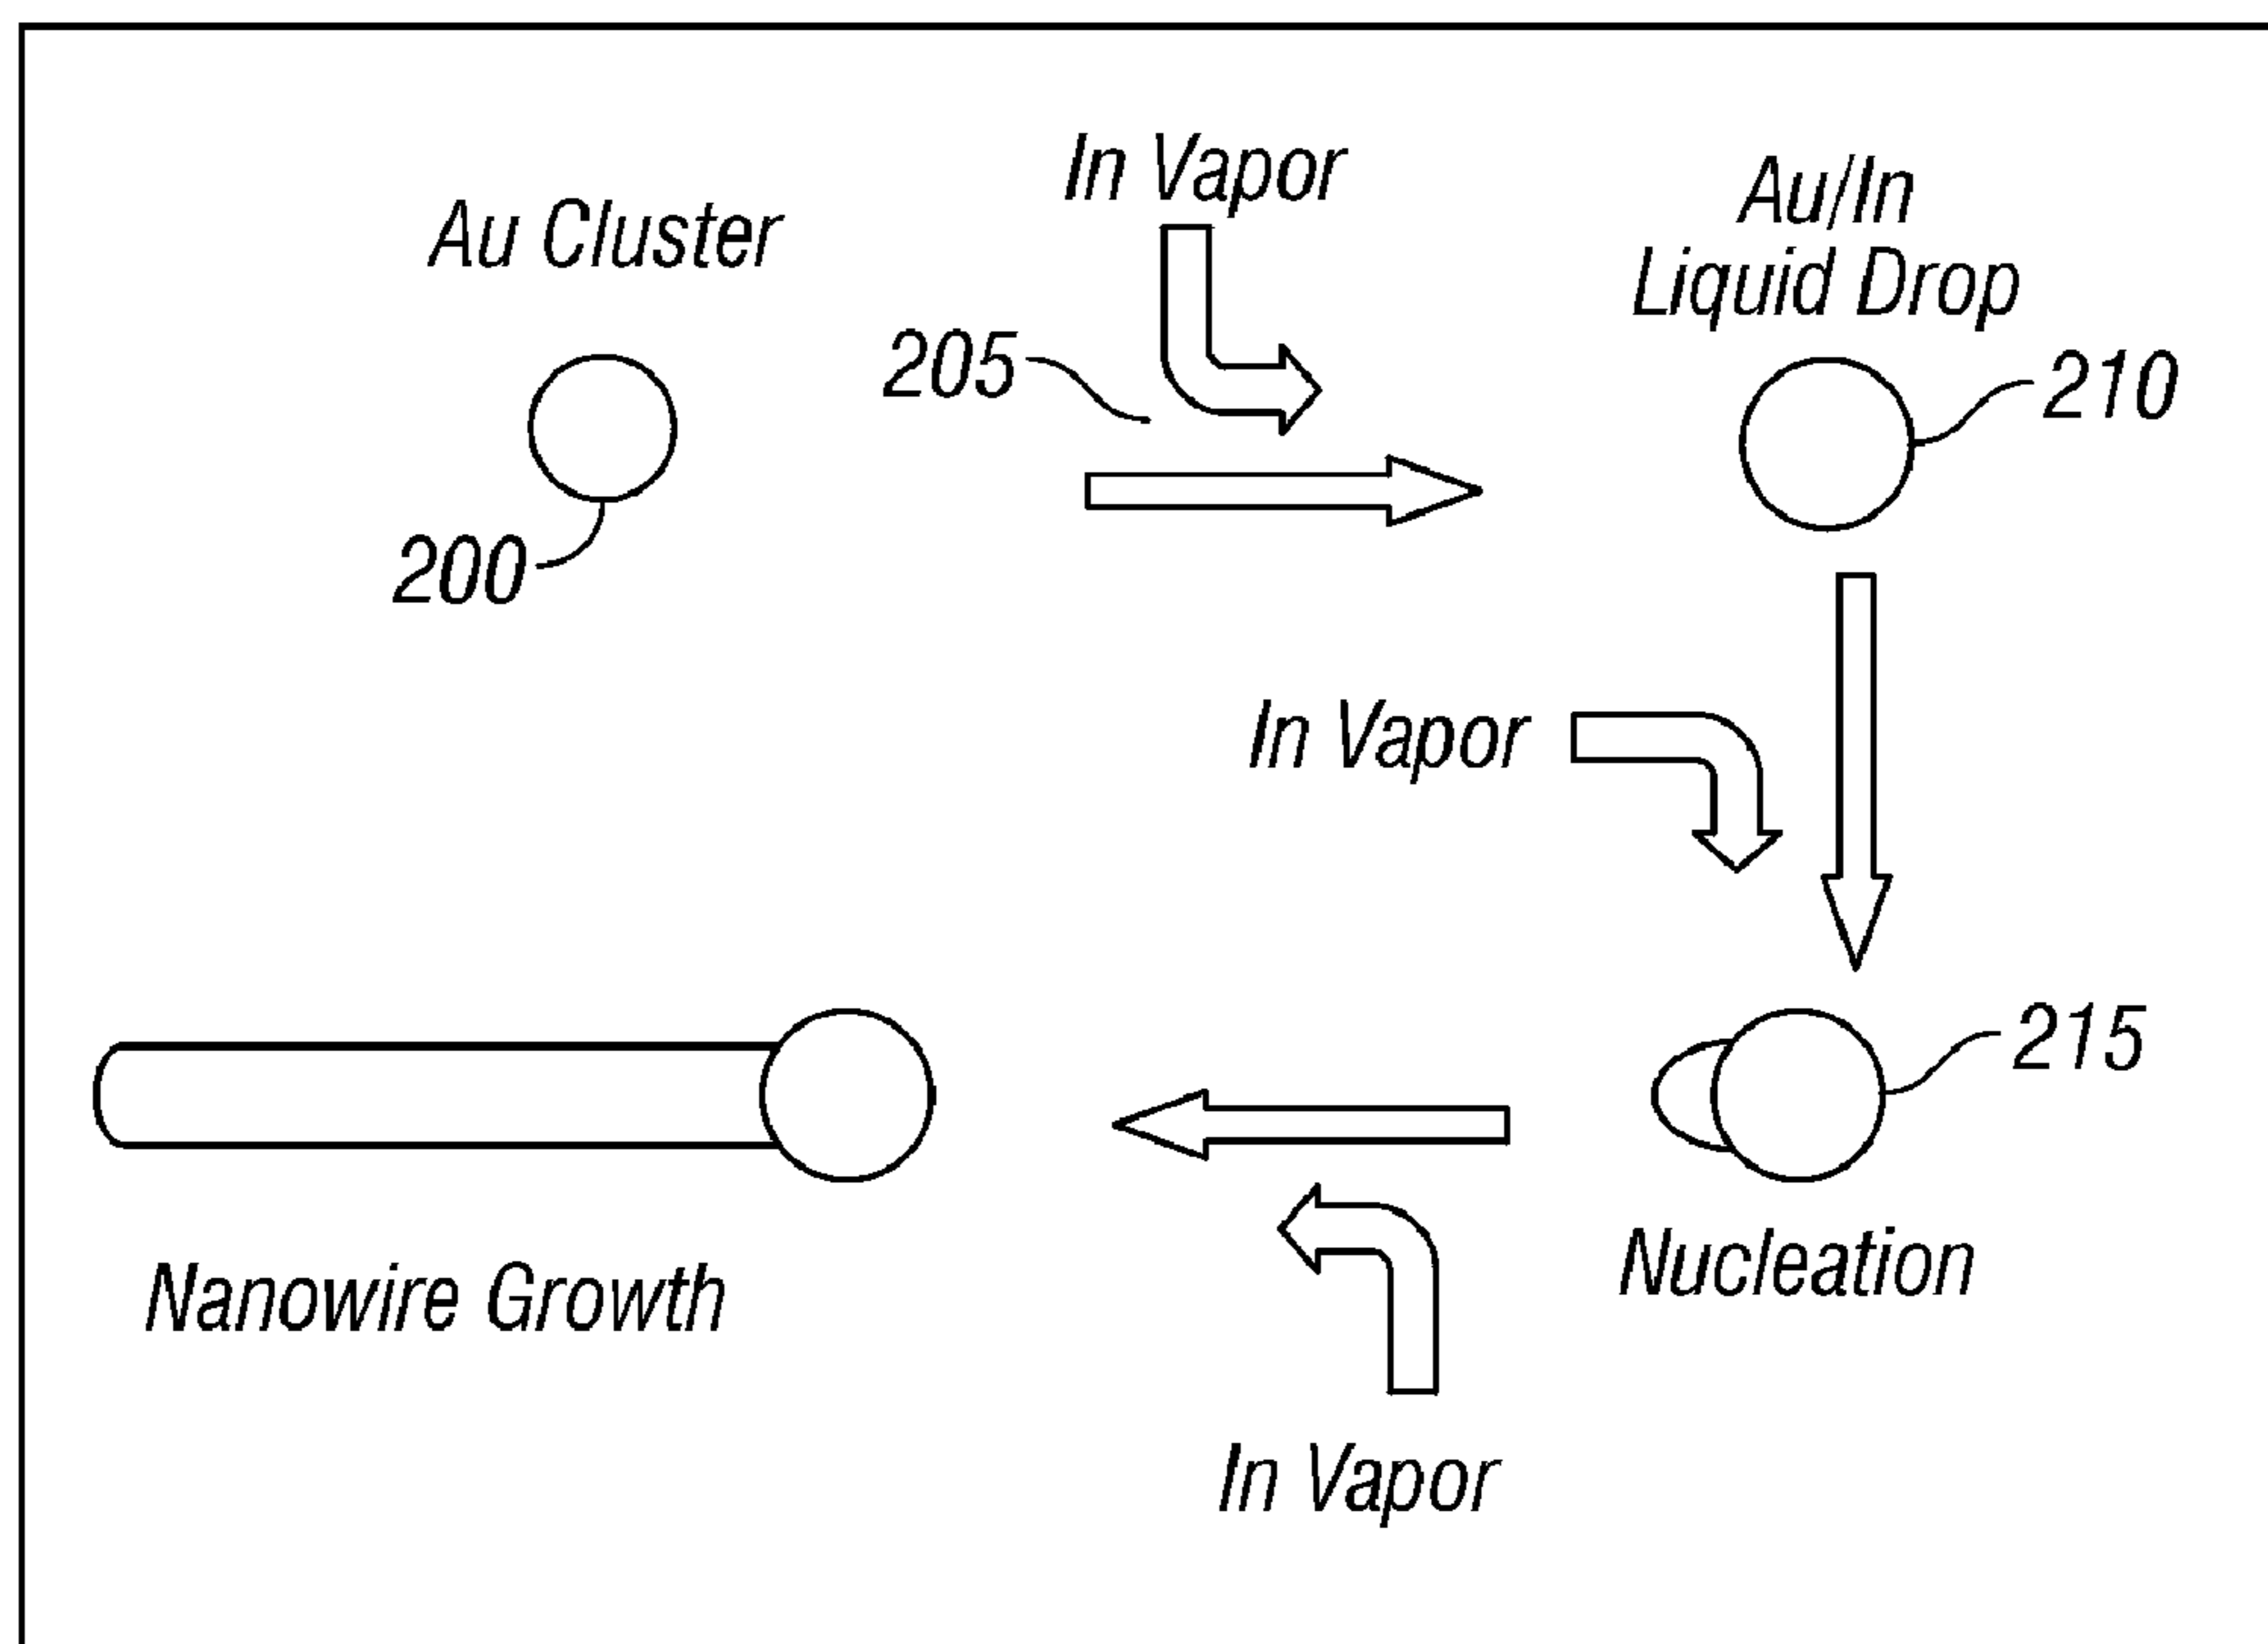 Au Cluster
In Vapor
Au/In
Liquid Drop
205
210
200
In Vapor
215
Nanowire Growth
Nucleation
In Vapor